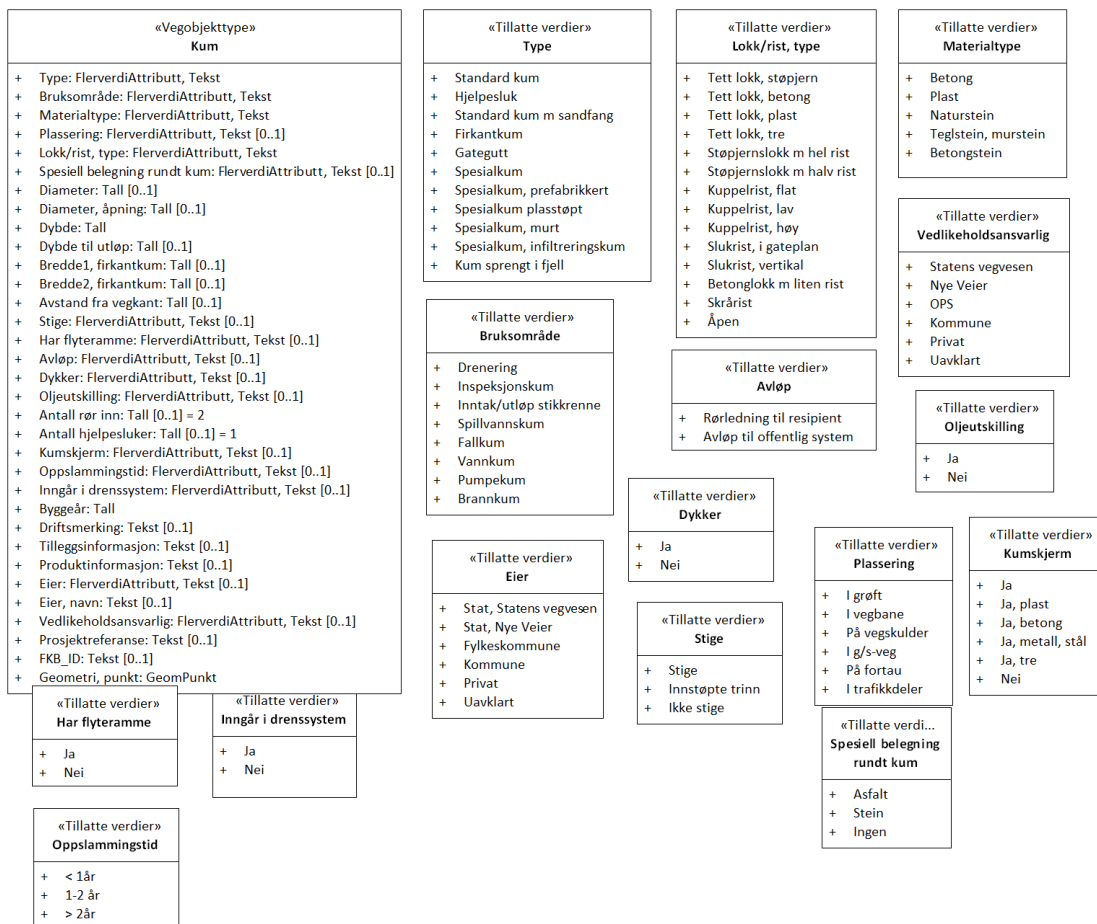 «Vegobjekttype»
Kum
+ Type: FlerverdiAttributt, Tekst
+ Bruksområde: FlerverdiAttributt, Tekst
+ Materialtype: FlerverdiAttributt, Tekst
+ Plassering: FlerverdiAttributt, Tekst [0..1]
+ Lokk/rist, type: FlerverdiAttributt, Tekst
+ Spesiell belegning rundt kum: FlerverdiAttributt, Tekst [0..1]
+ Diameter: Tall [0..1]
+ Diameter, åpning: Tall [0..1]
+ Dybde: Tall
+ Dybde til utløp: Tall [0..1]
+ Bredde1, firkantkum: Tall [0..1]
+ Bredde2, firkantkum: Tall [0..1]
+ Avstand fra vegkant: Tall [0..1]
+ Stige: FlerverdiAttributt, Tekst [0..1]
+ Har flyteramme: FlerverdiAttributt, Tekst [0..1]
+ Avløp: FlerverdiAttributt, Tekst [0..1]
+ Dykker: FlerverdiAttributt, Tekst [0..1]
+ Oljeutskilling: FlerverdiAttributt, Tekst [0..1]
+ Antall rør inn: Tall [0..1] = 2
+ Antall hjelpesluker: Tall [0..1] = 1
+ Kumskjerm: FlerverdiAttributt, Tekst [0..1]
+ Oppslammingstid: FlerverdiAttributt, Tekst [0..1]
+ Inngår i drenssystem: FlerverdiAttributt, Tekst [0..1]
+ Byggeår: Tall
+ Driftsmerking: Tekst [0..1]
+ Tilleggsinformasjon: Tekst [0..1]
+ Produktinformasjon: Tekst [0..1]
+ Eier: FlerverdiAttributt, Tekst [0..1]
+ Eier, navn: Tekst [0..1]
+ Vedlikeholdsansvarlig: FlerverdiAttributt, Tekst [0..1]
+ Prosjektreferanse: Tekst [0..1]
+ FKB_ID: Tekst [0..1]
+ Geometri, punkt: GeomPunkt
«Tillatte verdier»
Type
+ Standard kum
+ Hjelpesluk
+ Standard kum m sandfang
+ Firkantkum
+ Gategutt
+ Spesialkum
+ Spesialkum, prefabrikkert
+ Spesialkum plasstøpt
+ Spesialkum, murt
+ Spesialkum, infiltreringskum
+ Kum sprengt i fjell
«Tillatte verdier»
Lokk/rist, type
+ Tett lokk, støpjern
+ Tett lokk, betong
+ Tett lokk, plast
+ Tett lokk, tre
+ Støpjernslokk m hel rist
+ Støpjernslokk m halv rist
+ Kuppelrist, flat
+ Kuppelrist, lav
+ Kuppelrist, høy
+ Slukrist, i gateplan
+ Slukrist, vertikal
+ Betonglokk m liten rist
+ Skrårist
+ Åpen
«Tillatte verdier»
Materialtype
+ Betong
+ Plast
+ Naturstein
+ Teglstein, murstein
+ Betongstein
«Tillatte verdier»
Vedlikeholdsansvarlig
+ Statens vegvesen
+ Nye Veier
+ OPS
+ Kommune
+ Privat
+ Uavklart
«Tillatte verdier»
Bruksområde
+ Drenering
+ Inspeksjonskum
+ Inntak/utløp stikkrenne
+ Spillvannskum
+ Fallkum
+ Vannkum
+ Pumpekum
+ Brannkum
«Tillatte verdier»
Avløp
+ Rørledning til resipient
+ Avløp til offentlig system
«Tillatte verdier»
Oljeutskilling
+ Ja
+ Nei
«Tillatte verdier»
Dykker
+ Ja
+ Nei
«Tillatte verdier»
Eier
+ Stat, Statens vegvesen
+ Stat, Nye Veier
+ Fylkeskommune
+ Kommune
+ Privat
+ Uavklart
«Tillatte verdier»
Stige
+ Stige
+ Innstøpte trinn
+ Ikke stige
«Tillatte verdier»
Plassering
+ I grøft
+ I vegbane
+ På vegskulder
+ I g/s-veg
+ På fortau
+ I trafikkdeler
«Tillatte verdier»
Kumskjerm
+ Ja
+ Ja, plast
+ Ja, betong
+ Ja, metall, stål
+ Ja, tre
+ Nei
«Tillatte verdi...
Spesiell belegning
rundt kum
+ Asfalt
+ Stein
+ Ingen
«Tillatte verdier»
Har flyteramme
+ Ja
+ Nei
«Tillatte verdier»
Inngår i drenssystem
+ Ja
+ Nei
«Tillatte verdier»
Oppslammingstid
+ < 1år
+ 1-2 år
+ > 2år